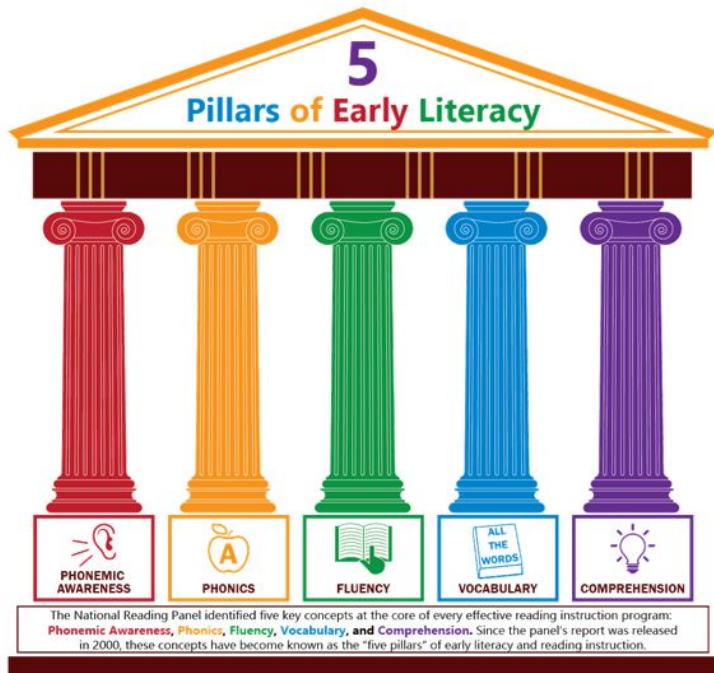 5
Pillars of Early Literacy
PHONEMIC
AWARENESS
A
PHONICS
FLUENCY
ALL
THE
WORDS
VOCABULARY
COMPREHENSION
The National Reading Panel identified five key concepts at the core of every effective reading instruction program:
Phonemic Awareness, Phonics, Fluency, Vocabulary, and Comprehension. Since the panel's report was released
in 2000, these concepts have become known as the "five pillars" of early literacy and reading instruction.